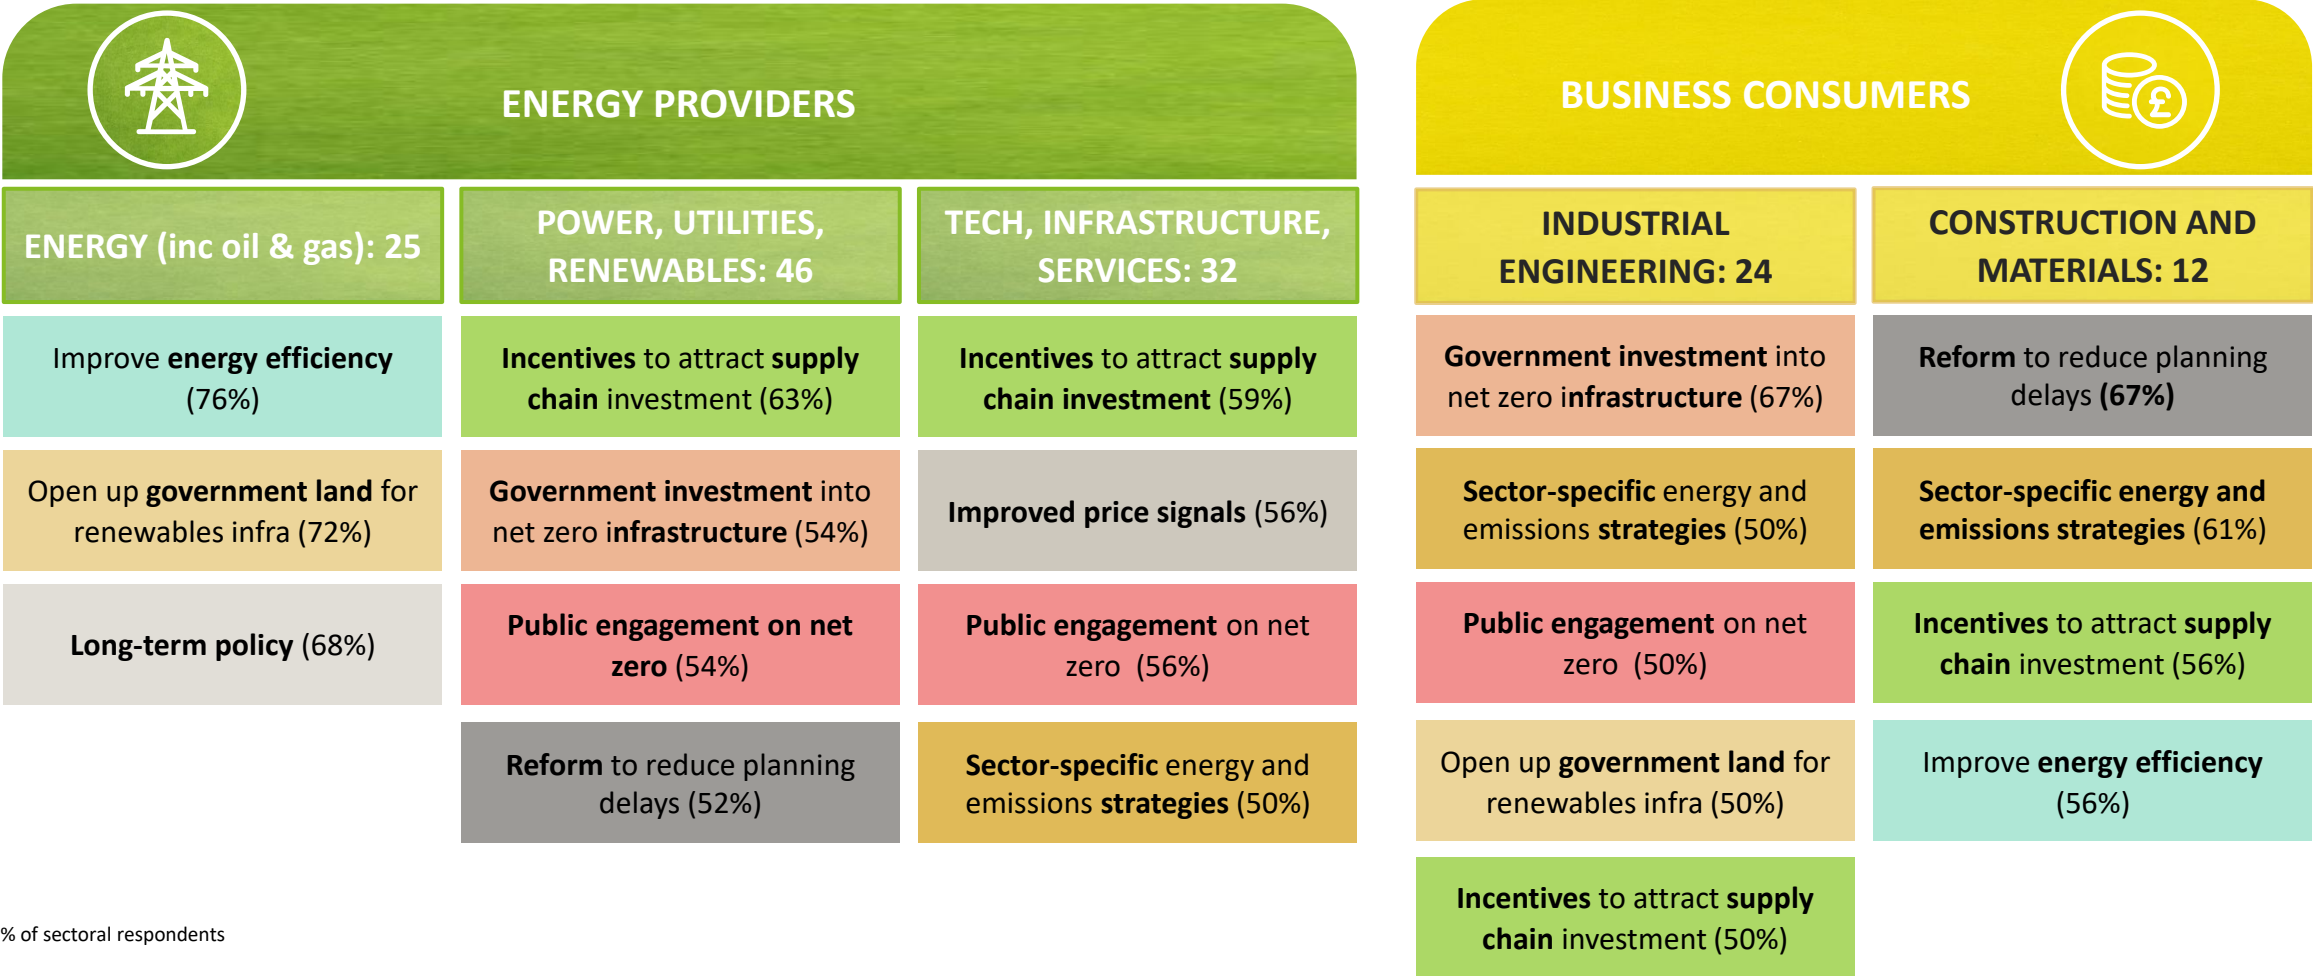 ENERGY PROVIDERS
ENERGY (inc oil & gas): 25
Improve energy efficiency
(76%)
Open up government land for
renewables infra (72%)
Long-term policy (68%)
POWER, UTILITIES,
RENEWABLES: 46
Incentives to attract supply
chain investment (63%)
Government investment into
net zero infrastructure (54%)
Public engagement on net
zero (54%)
Reform to reduce planning
delays (52%)
TECH, INFRASTRUCTURE,
SERVICES: 32
Incentives to attract supply
chain investment (59%)
Improved price signals (56%)
Public engagement on net
zero (56%)
Sector-specific energy and
emissions strategies (50%)
BUSINESS CONSUMERS
£
INDUSTRIAL
ENGINEERING: 24
Government investment into
net zero infrastructure (67%)
Sector-specific energy and
emissions strategies (50%)
Public engagement on net
zero (50%)
Open up government land for
renewables infra (50%)
Incentives to attract supply
chain investment (50%)
CONSTRUCTION AND
MATERIALS: 12
Reform to reduce planning
delays (67%)
Sector-specific energy and
emissions strategies (61%)
Incentives to attract supply
chain investment (56%)
Improve energy efficiency
(56%)
% of sectoral respondents